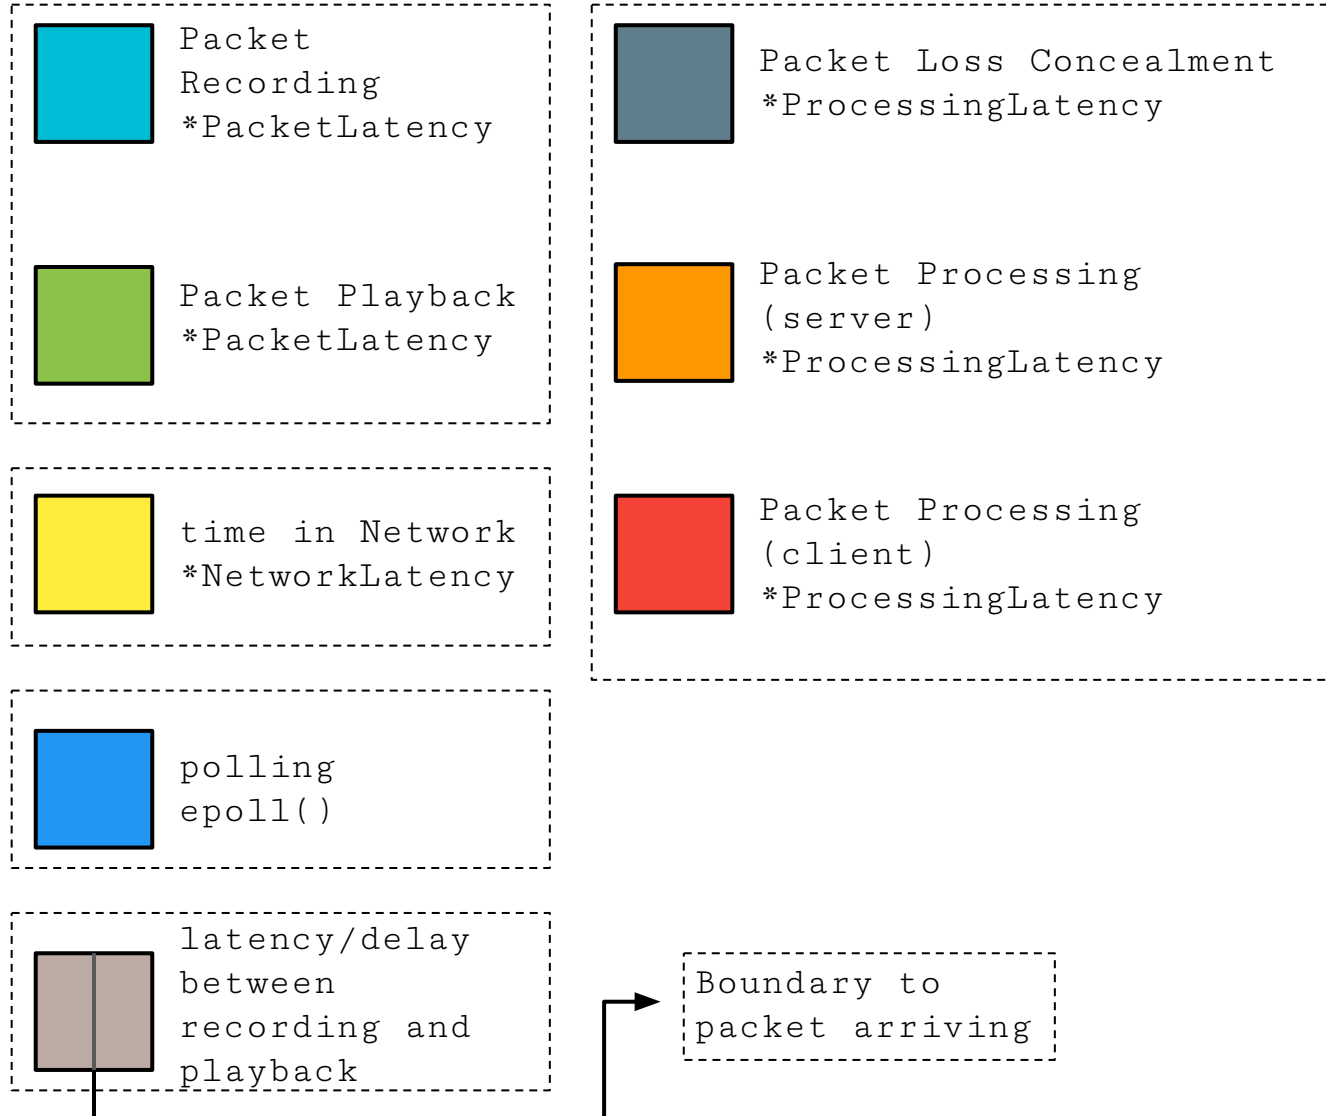 Packet
Recording
*PacketLatency
Packet Playback
*PacketLatency
time in Network
*NetworkLatency
polling
epoll()
latency/delay
between
recording and
playback
Packet Loss Concealment
*ProcessingLatency
Packet Processing
(server)
*ProcessingLatency
Packet Processing
(client)
*ProcessingLatency
Boundary to
packet arriving